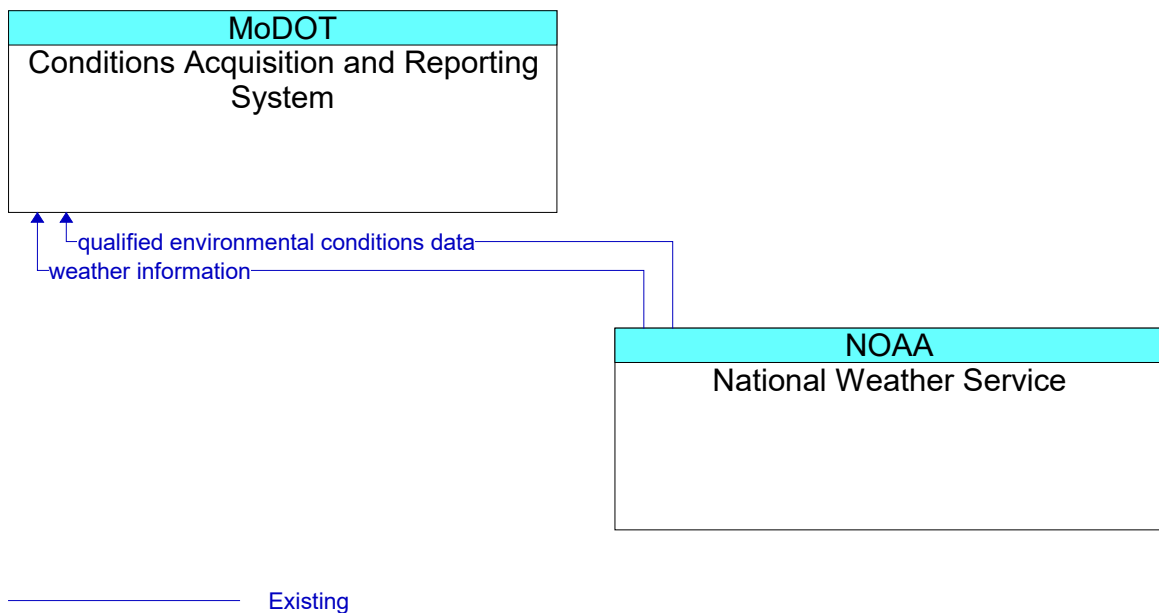 MoDOT
Conditions Acquisition and Reporting
System
qualified environmental conditions data
weather information
NOAA
National Weather Service
Existing